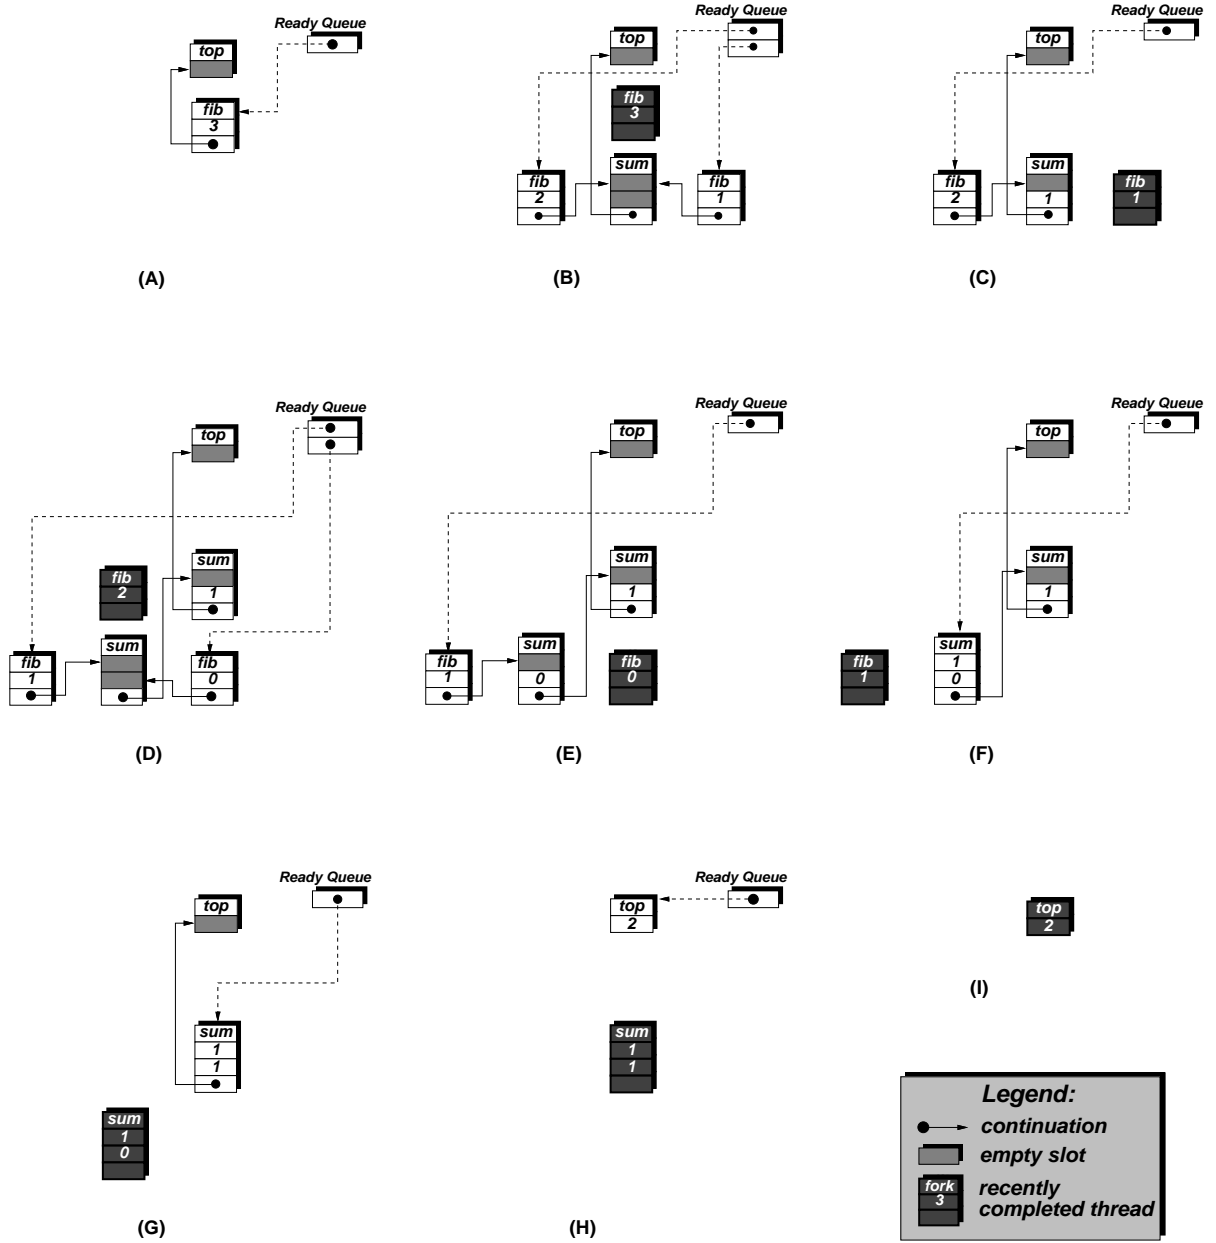 Ready Queue
top
fib
3
(A)
Ready Queue
top
fib
3
sum
fib
2
fib
1
(B)
Ready Queue
top
sum
fib
2
1
fib
1
(C)
Ready Queue
top
sum
1
fib
2
sum
fib
1
fib
0
(D)
Ready Queue
top
sum
1
sum
fib
1
0
fib
0
(E)
Ready Queue
top
sum
1
sum
1
0
fib
1
(F)
Ready Queue
top
sum
1
1
sum
1
0
(G)
Ready Queue
top
2
sum
1
1
(H)
top
2
(I)
Legend:
continuation
empty slot
fork
3
recently
completed thread